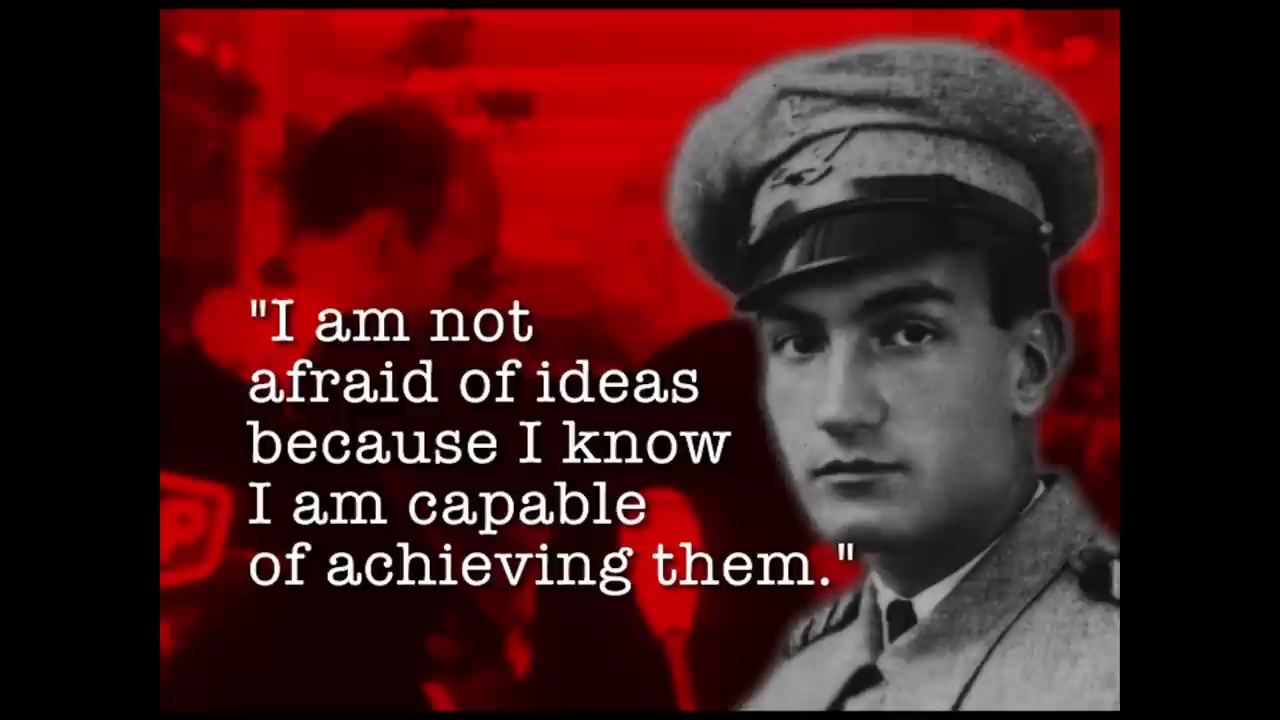 "I am not
afraid of ideas
because I know
I am capable
of achieving them."